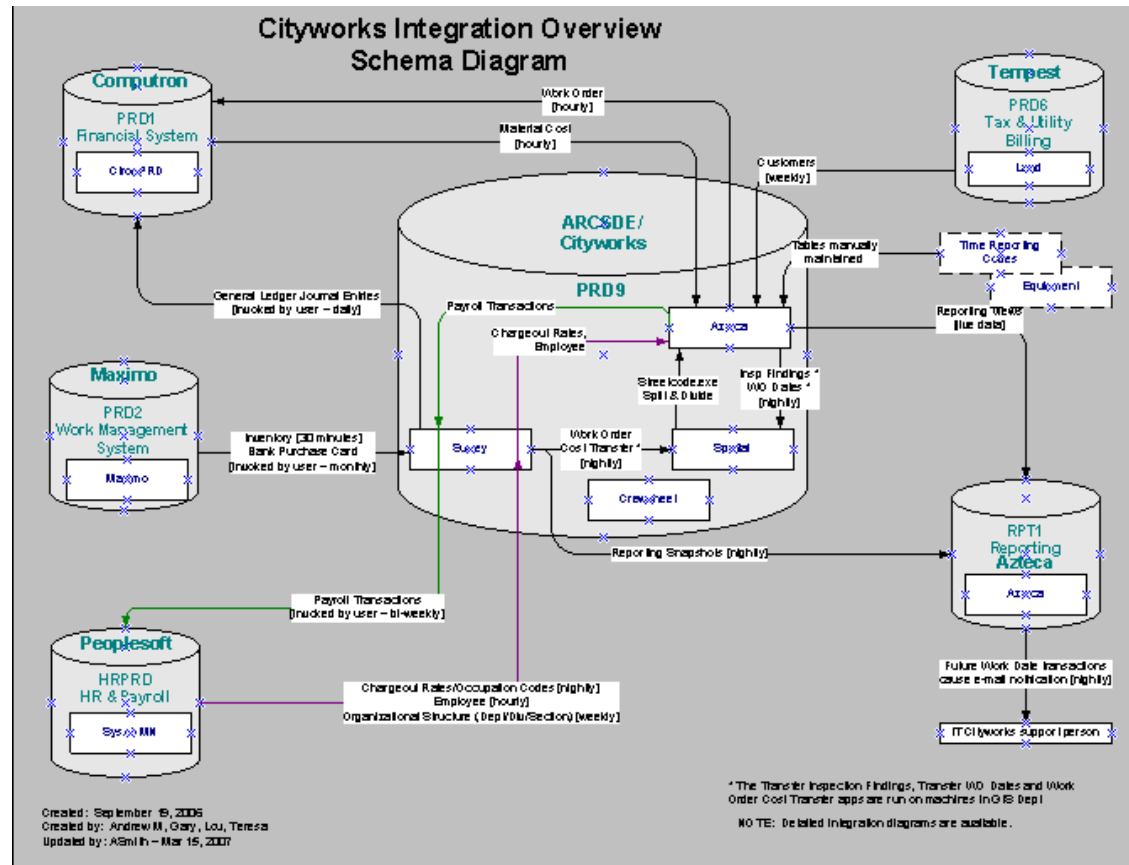 Cityworks Integration Overview
Schema Diagram
Computron
PRD1
Financial System
Work Order
[hourly]
Material Cost
[hourly]
Tempest
PRD6
Tax & Utility
Billing
Customers
[weekly]
ARCSDE/
Cityworks
PRD9
Tables manually
maintained
Time Reporting
Codes
Equipment
General Ledger Journal Entries
[invoked by user – daily]
Payroll Transactions
Chargeout Rates,
Employee
Reporting Views
[live data]
Streetcode.exe
Split & Divide
Insp Findings *
WO Dates *
[nightly]
Maximo
PRD2
Work Management
System
Maximo
Inventory [30 minutes]
Bank Purchase Card
[invoked by user – monthly]
Work Order
Cost Transfer *
[nightly]
Spatial
Reporting Snapshots [nightly]
RPT1
Reporting
Azteca
Payroll Transactions
[invoked by user – bi-weekly]
Peoplesoft
HRPRD
HR & Payroll
Chargeout Rates/Occupation Codes [nightly]
Employee [hourly]
Organizational Structure (Dept/Div/Section) [weekly]
Future Work Date transactions
cause e-mail notification [nightly]
IT Cityworks support person
* The Transfer Inspection Findings, Transfer WO Dates and Work
Order Cost Transfer apps are run on machines in GIS Dept
NOTE: Detailed integration diagrams are available.
Created: September 19, 2006
Created by: Andrew M, Gary, Lou, Teresa
Updated by: ASmith – Mar 15, 2007